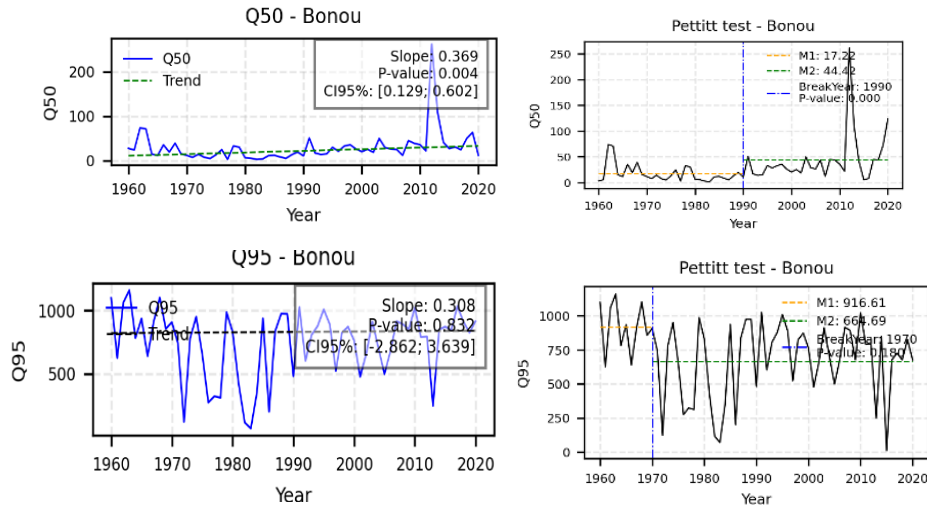 Q50 - Bonou
Q50
Trend
Slope: 0.369
P-value: 0.004
CI95%: [0.129; 0.602]
200
100
0
Q50
1960 1970 1980 1990 2000 2010 2020
Year
Pettitt test - Bonou
M1: 17.22
M2: 44.42
BreakYear: 1990
P-value: 0.000
250
200
150
100
50
0
Q50
1960 1970 1980 1990 2000 2010 2020
Year
Q95 - Bonou
Q95
Trend
Slope: 0.308
P-value: 0.832
CI95%: [-2.862; 3.639]
1000
500
Q95
1960 1970 1980 1990 2000 2010 2020
Year
Pettitt test - Bonou
M1: 916.61
M2: 664.69
BreakYear: 1970
P-value: 0.180
1000
750
500
250
0
Q95
1960 1970 1980 1990 2000 2010 2020
Year